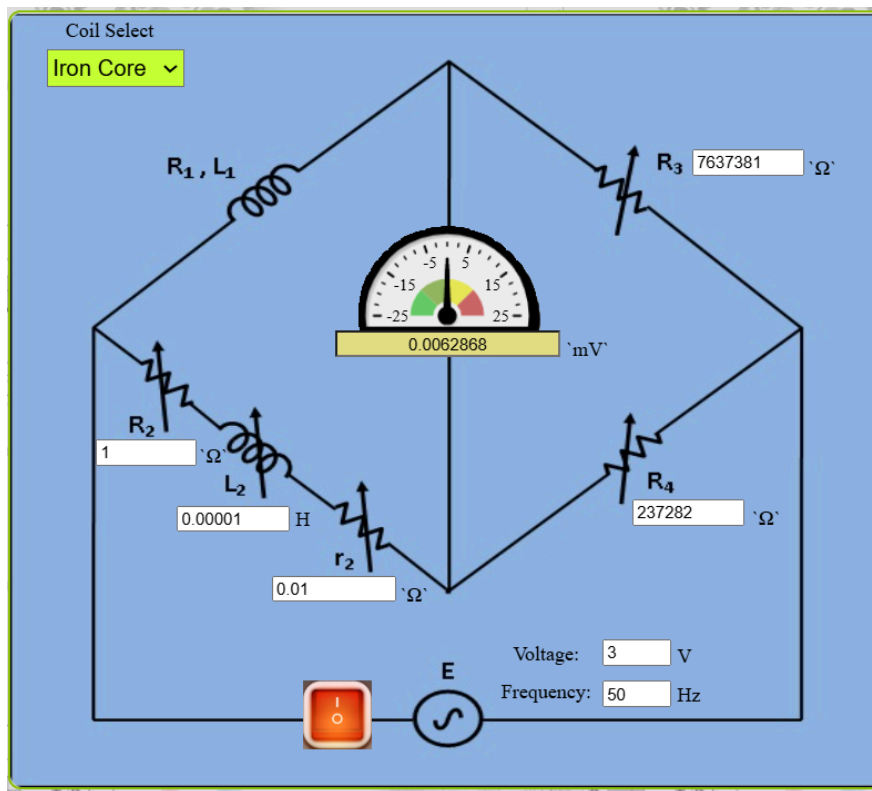 Coil Select
Iron Core
R₁ , L₁
R₃ 7637381 `Ω`
-5 5
-15 15
-25 25
0.0062868 `mV`
R₂
1 `Ω`
L₂
0.00001 H
R₄
237282 `Ω`
r₂
0.01 `Ω`
Voltage: 3 V
E
Frequency: 50 Hz
I
O